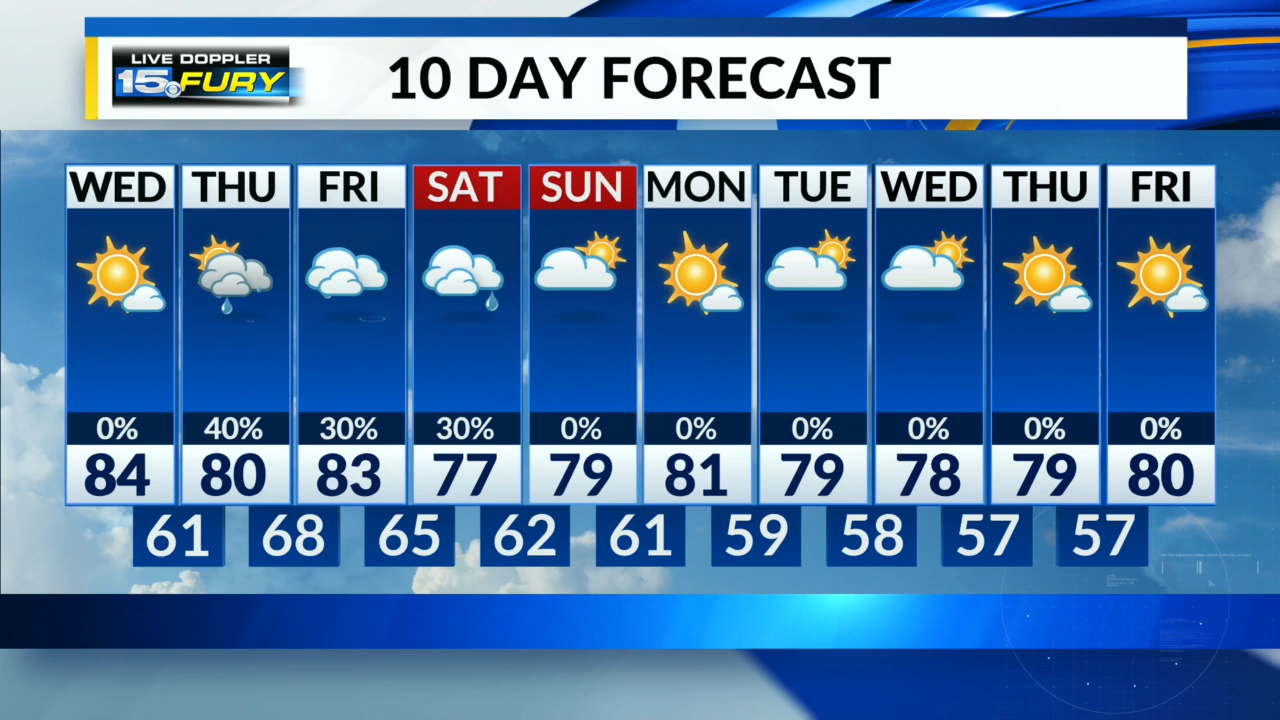 LIVE DOPPLER
15 FURY
10 DAY FORECAST
WED THU FRI SAT SUN MON TUE WED THU FRI
0% 40% 30% 30% 0% 0% 0% 0% 0% 0%
84 80 83 77 79 81 79 78 79 80
61 68 65 62 61 59 58 57 57